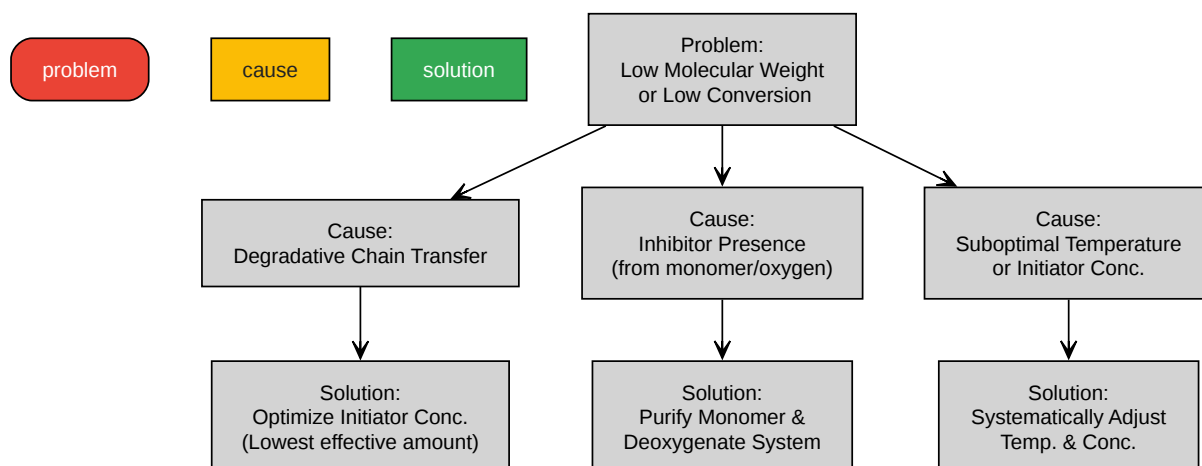 problem
cause
solution
Problem:
Low Molecular Weight
or Low Conversion
Cause:
Degradative Chain Transfer
Cause:
Inhibitor Presence
(from monomer/oxygen)
Cause:
Suboptimal Temperature
or Initiator Conc.
Solution:
Optimize Initiator Conc.
(Lowest effective amount)
Solution:
Purify Monomer &
Deoxygenate System
Solution:
Systematically Adjust
Temp. & Conc.